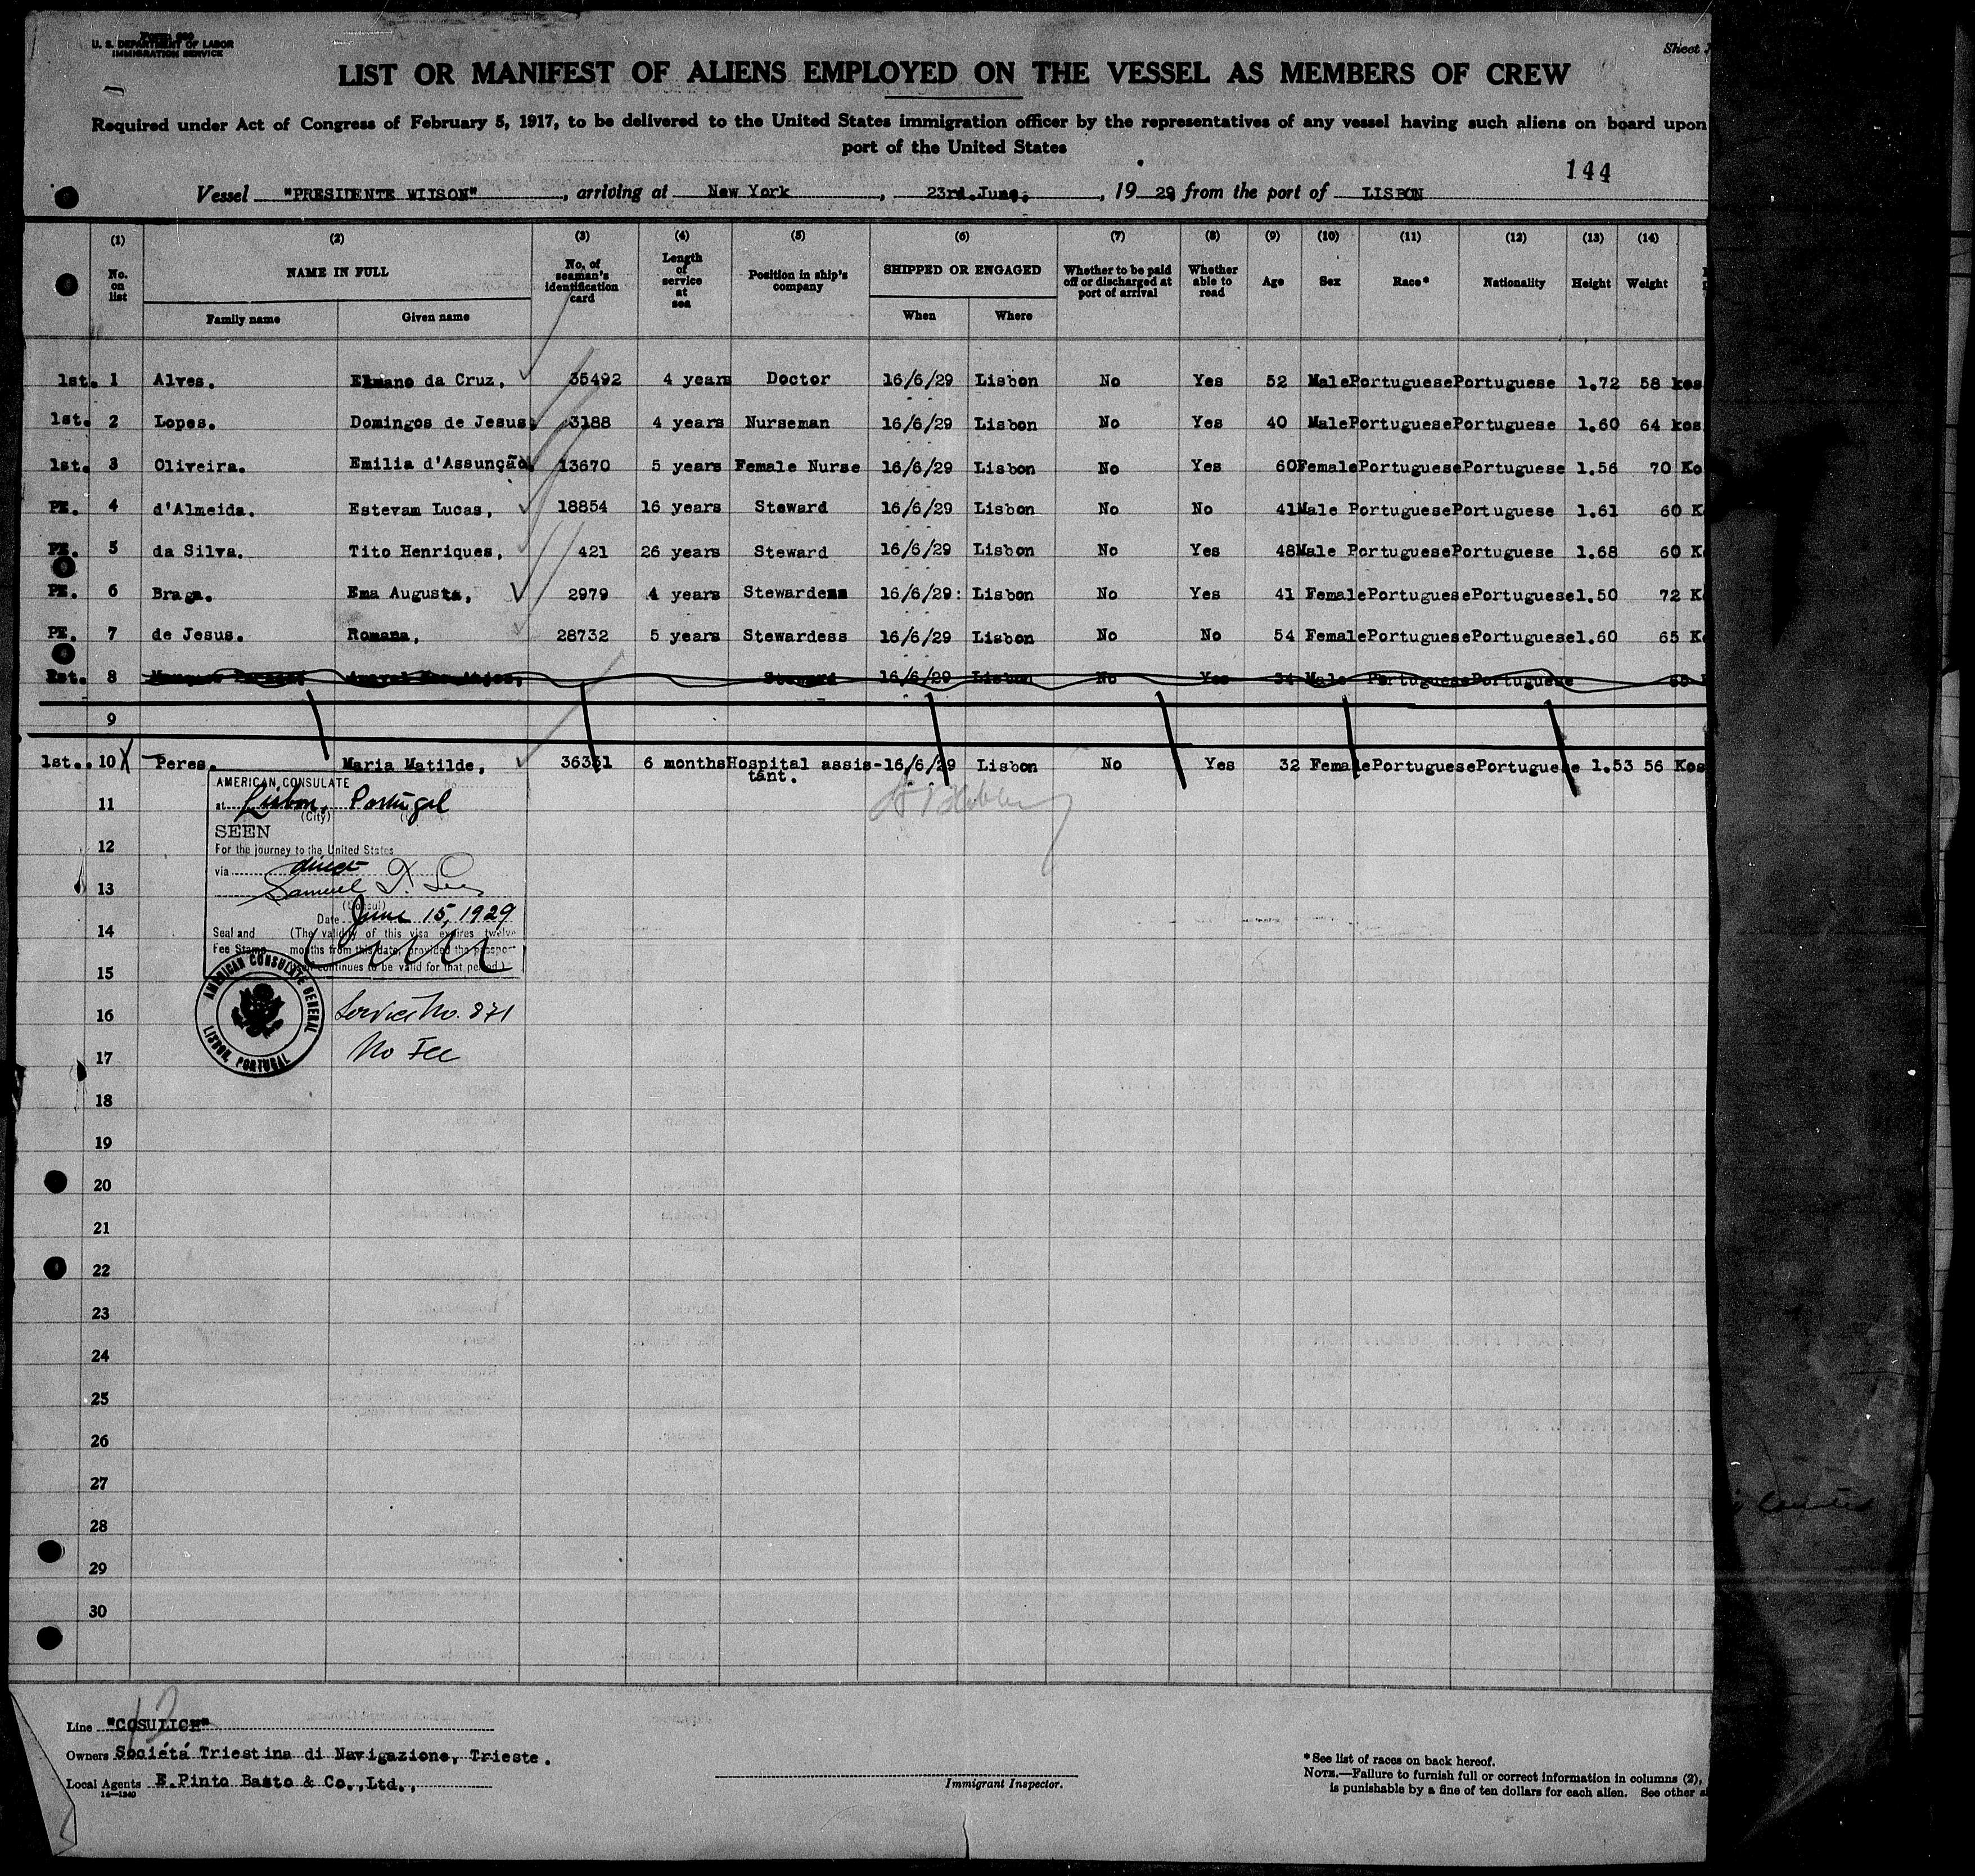 Form 680
U. S. DEPARTMENT OF LABOR
IMMIGRATION SERVICE
Sheet
LIST OR MANIFEST OF ALIENS EMPLOYED ON THE VESSEL AS MEMBERS OF CREW
Required under Act of Congress of February 5, 1917, to be delivered to the United States immigration officer by the representatives of any vessel having such aliens on board upon
port of the United States
144
Vessel "PRESIDENTE WILSON", arriving at New York, 23rd.June, 1929 from the port of LISBON
(1) (2) (3) (4) (5) (6) (7) (8) (9) (10) (11) (12) (13) (14)
No. on list NAME IN FULL No. of seaman's identification card Length of service at sea Position in ship's company SHIPPED OR ENGAGED Whether to be paid off or discharged at port of arrival Whether able to read Age Sex Race* Nationality Height Weight
Family name Given name When Where
1st. 1 Alves. Elmano da Cruz, 35492 4 years Doctor 16/6/29 Lisbon No Yes 52 Male Portuguese Portuguese 1.72 58 kos
1st. 2 Lopes. Domingos de Jesus, 3188 4 years Nurseman 16/6/29 Lisbon No Yes 40 Male Portuguese Portuguese 1.60 64 kos
1st. 3 Oliveira. Emilia d'Assunção, 13670 5 years Female Nurse 16/6/29 Lisbon No Yes 60 Female Portuguese Portuguese 1.56 70 Ko
PE. 4 d'Almeida. Estevam Lucas, 18854 16 years Steward 16/6/29 Lisbon No No 41 Male Portuguese Portuguese 1.61 60 K
PE. 5 da Silva. Tito Henriques, 421 26 years Steward 16/6/29 Lisbon No Yes 48 Male Portuguese Portuguese 1.68 60 K
PE. 6 Braga. Ema Augusta, 2979 4 years Stewardess 16/6/29: Lisbon No Yes 41 Female Portuguese Portuguese 1.50 72 K
PE. 7 de Jesus. Romana, 28732 5 years Stewardess 16/6/29 Lisbon No No 54 Female Portuguese Portuguese 1.60 65 K
8 Steward 16/6/29 Lisbon No Yes 34 Male Portuguese Portuguese
9
1st.. 10 X Peres. Maria Matilde, 36331 6 months Hospital assis- 16/6/29 Lisbon No Yes 32 Female Portuguese Portuguese 1.53 56 Kos
tant.
AMERICAN CONSULATE
at Lisbon, Portugal
(City)
SEEN
For the journey to the United States
via direct
Samuel T. Lee
(Consul)
Date June 15, 1929
Seal and (The validity of this visa expires twelve
Fee Stamp months from this date, provided the passport
continues to be valid for that period.)
AMERICAN CONSULATE GENERAL
LISBON, PORTUGAL
Service No. 871
No Fee
11
12
13
14
15
16
17
18
19
20
21
22
23
24
25
26
27
28
29
30
12
Line "COSULICH"
Owners Societá Triestina di Navigazione, Trieste.
Local Agents E.Pinto Basto & Co.,Ltd.,
14—1240
Immigrant Inspector.
*See list of races on back hereof.
NOTE.—Failure to furnish full or correct information in columns (2),
is punishable by a fine of ten dollars for each alien. See other